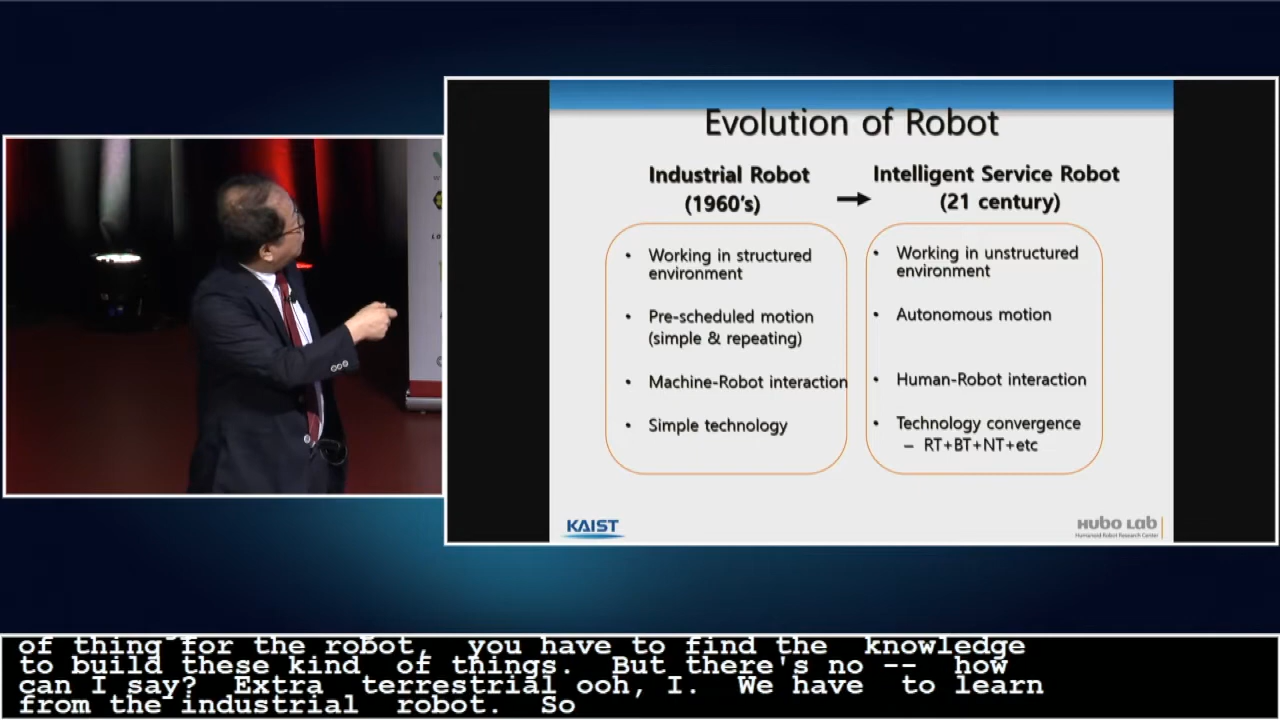 Evolution of Robot
Industrial Robot
(1960's)
Intelligent Service Robot
(21 century)
• Working in structured
environment
• Pre-scheduled motion
(simple & repeating)
• Machine-Robot interaction
• Simple technology
• Working in unstructured
environment
• Autonomous motion
• Human-Robot interaction
• Technology convergence
– RT+BT+NT+etc
KAIST
HUBO LAB
Humanoid Robot Research Center
of thing for the robot, you have to find the knowledge
to build these kind of things. But there's no -- how
can I say? Extra terrestrial ooh, I. We have to learn
from the industrial robot. So